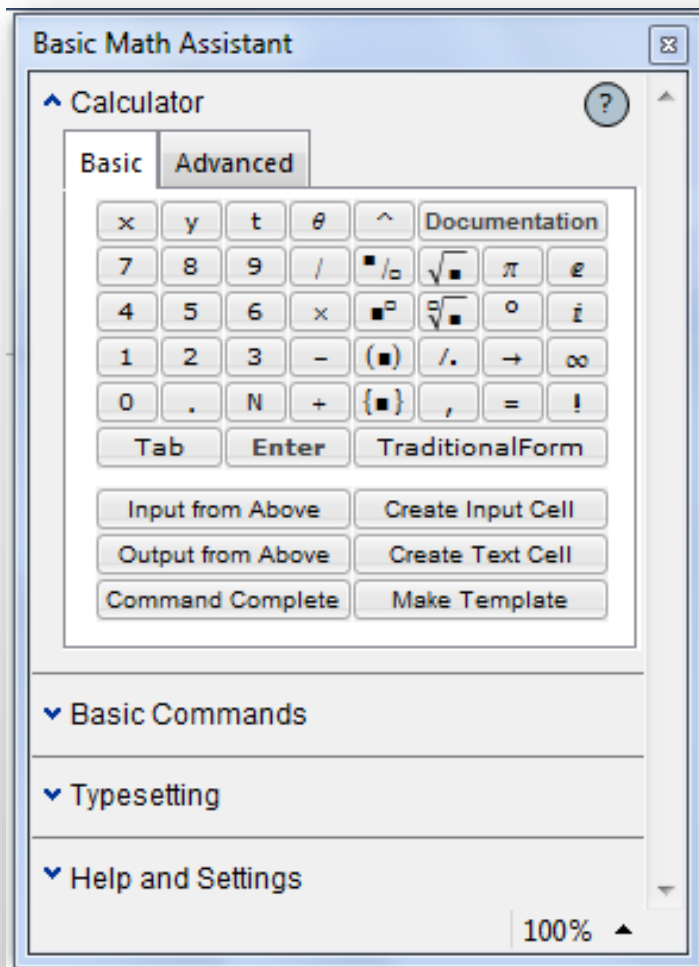 Basic Math Assistant
Calculator ?
Basic Advanced
x y t θ ^ Documentation
7 8 9 / ■/□ √■ π ⅇ
4 5 6 × ■□ □√■ ° ⅈ
1 2 3 − (■) /. → ∞
0 . N + {■} , = !
Tab Enter TraditionalForm
Input from Above Create Input Cell
Output from Above Create Text Cell
Command Complete Make Template
Basic Commands
Typesetting
Help and Settings
100%